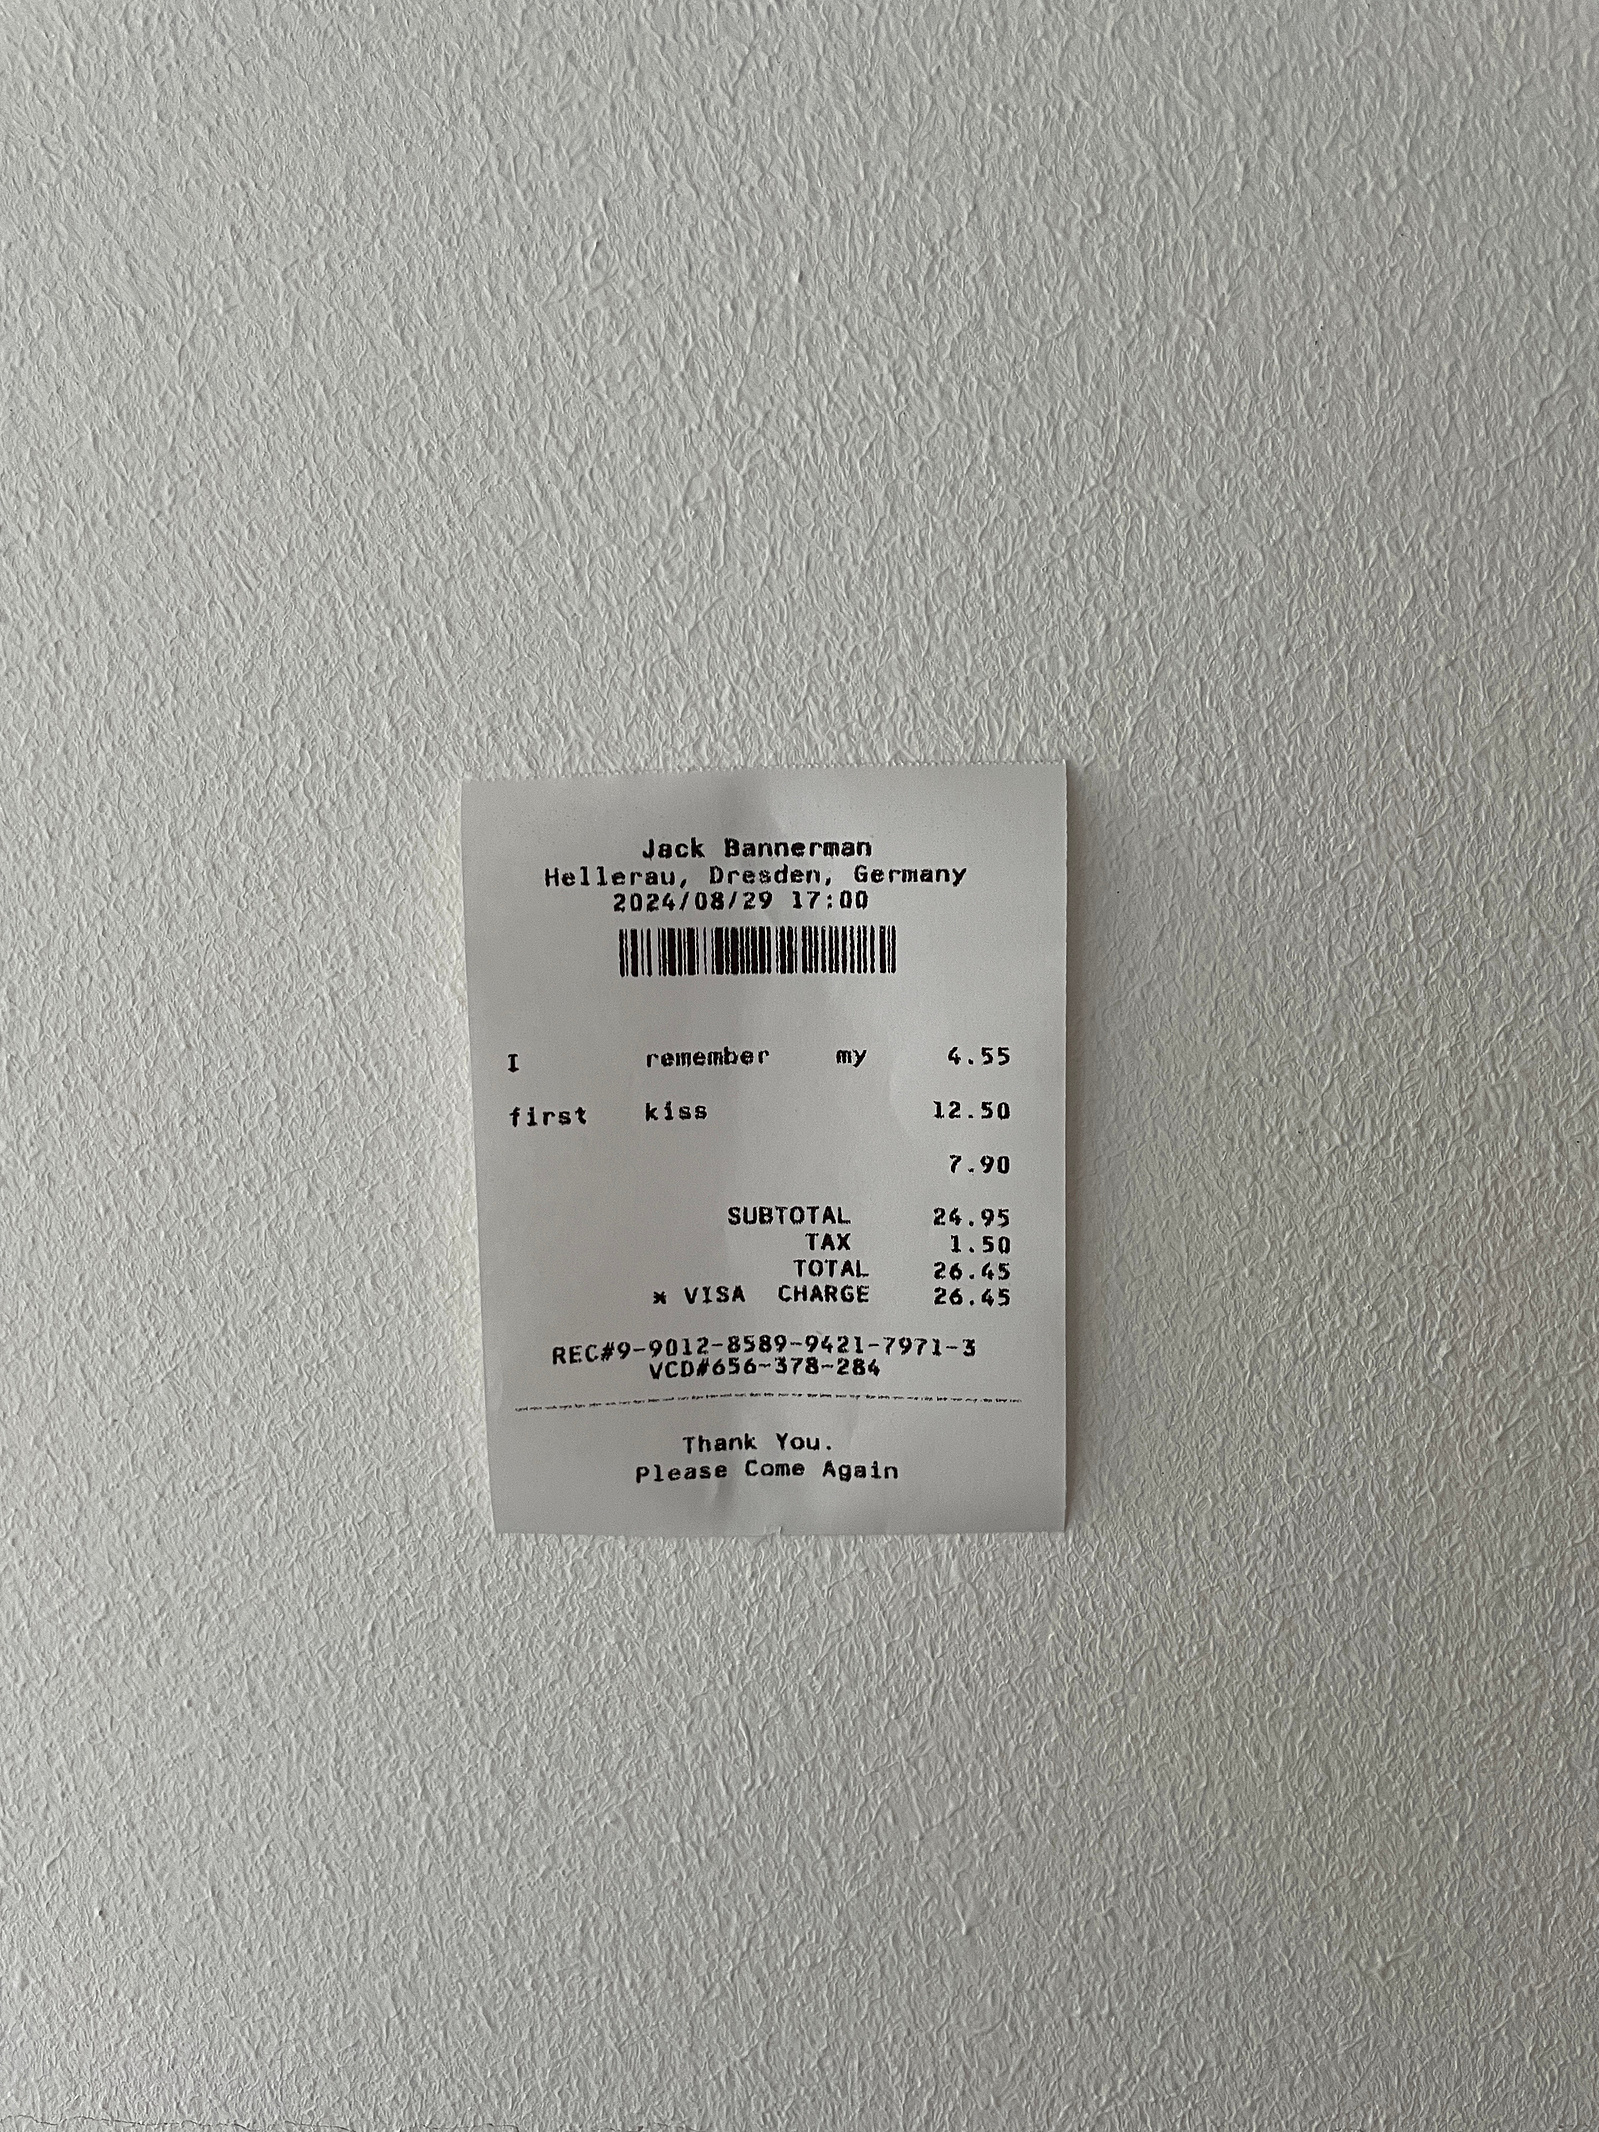 Jack Bannerman
Hellerau, Dresden, Germany
2024/08/29 17:00
I remember my 4.55
first kiss 12.50
7.90
SUBTOTAL 24.95
TAX 1.50
TOTAL 26.45
* VISA CHARGE 26.45
REC#9-9012-8589-9421-7971-3
VCD#656-378-284
Thank You.
Please Come Again